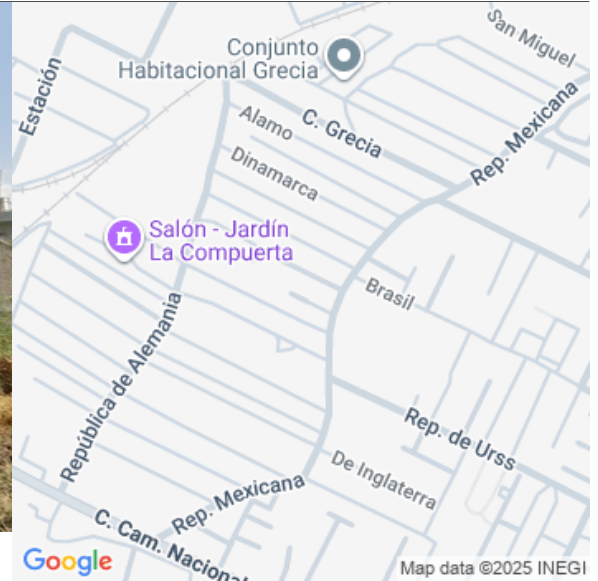 San Miguel
Conjunto
Habitacional Grecia
Estación
Rep. Mexicana
Alamo
C. Grecia
Dinamarca
Salón - Jardín
La Compuerta
Brasil
República de Alemania
Rep. de Urss
De Inglaterra
Rep. Mexicana
C. Cam. Nacional
Google
Map data ©2025 INEGI